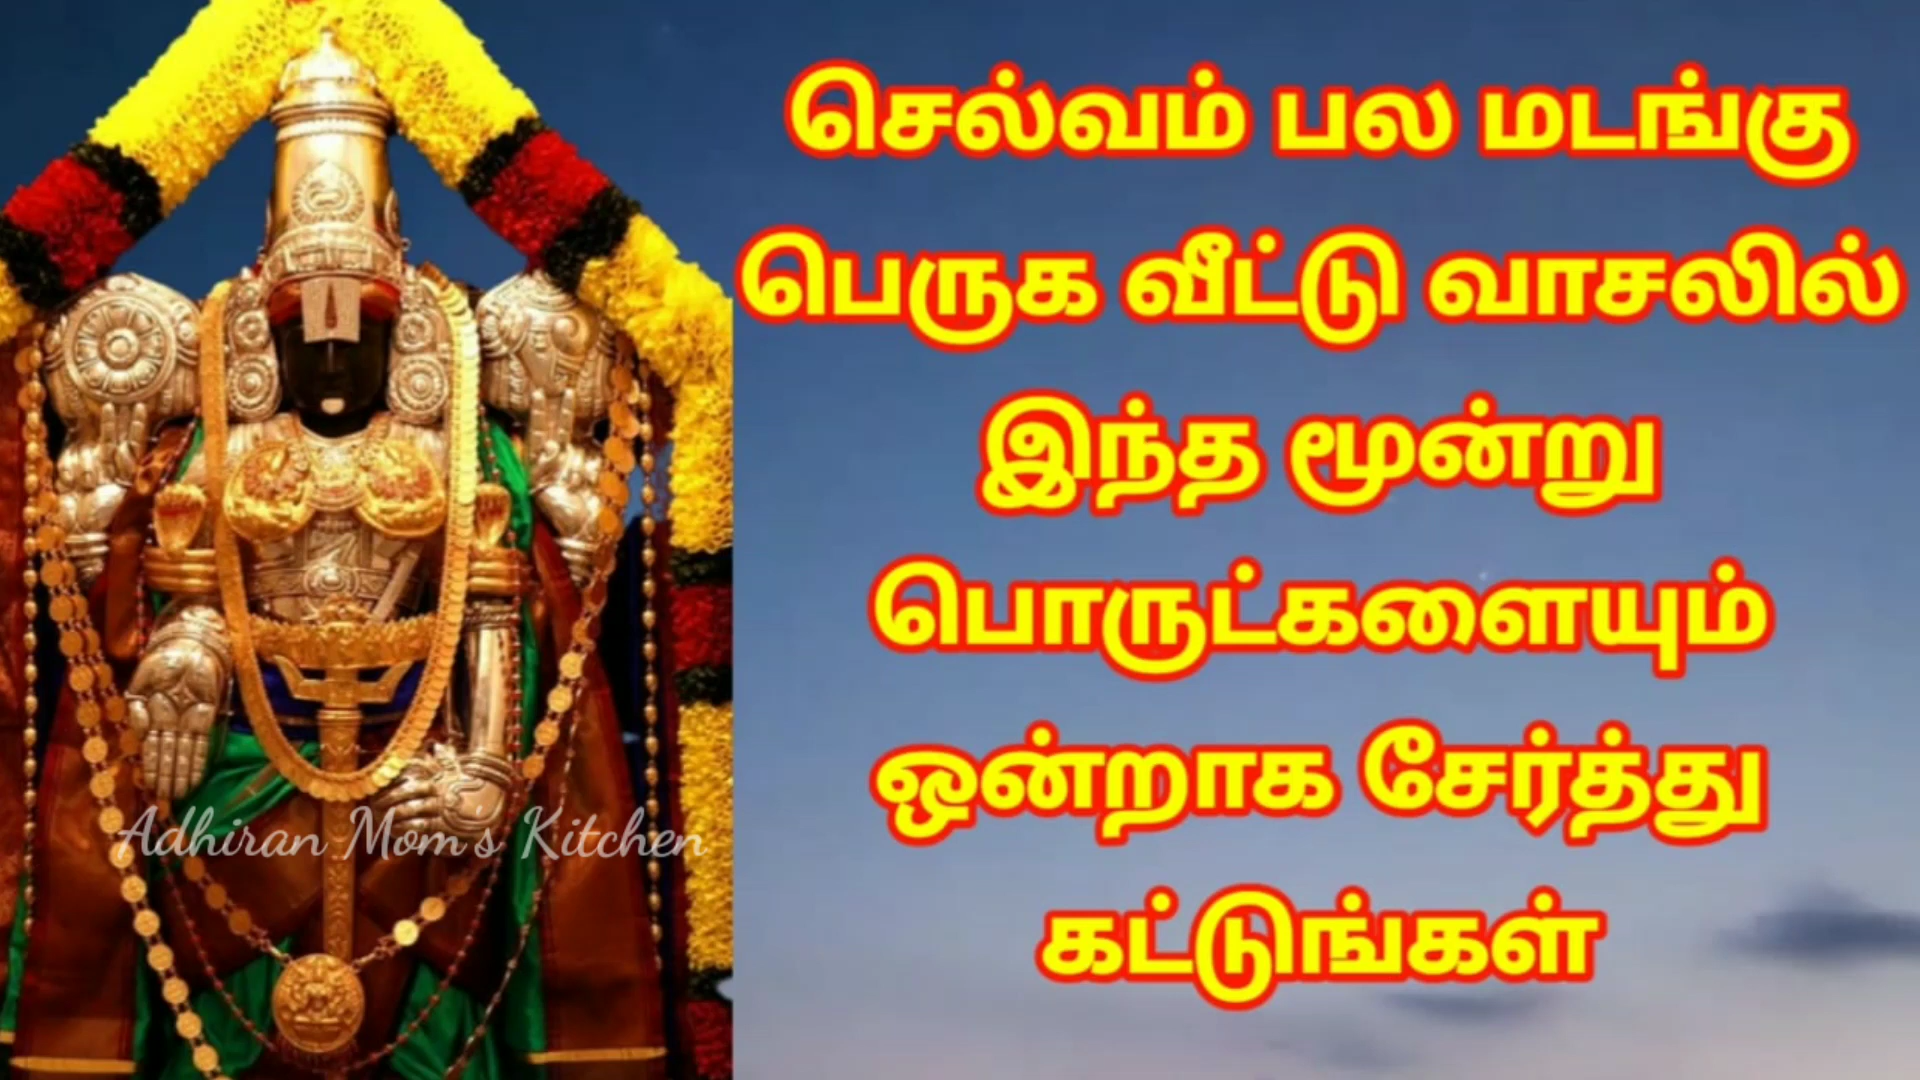 செல்வம் பல மடங்கு
பெருக வீட்டு வாசலில்
இந்த மூன்று
பொருட்களையும்
ஒன்றாக சேர்த்து
கட்டுங்கள்
Adhiran Mom's Kitchen